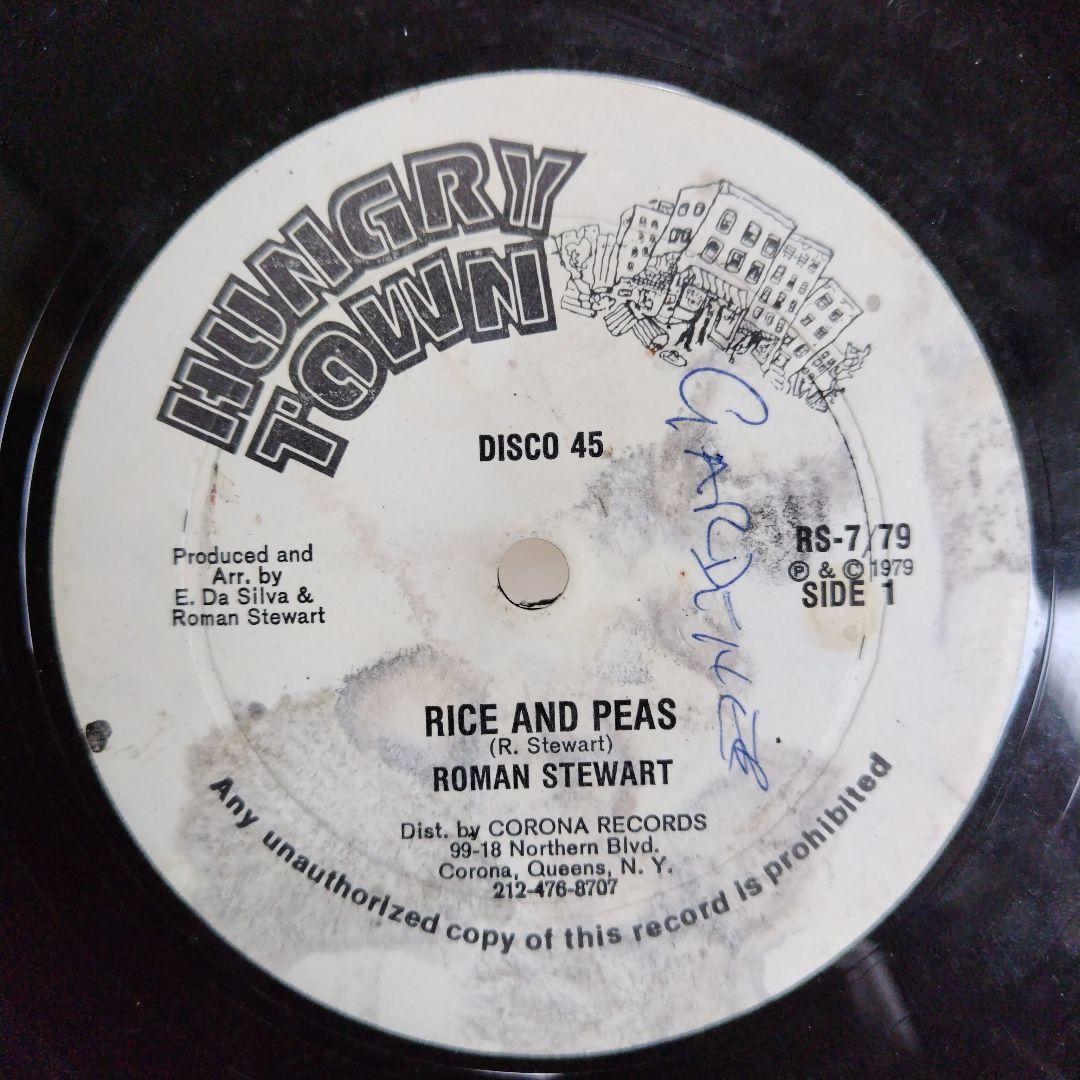 HUNGRY
TOWN
DISCO 45
Produced and
Arr. by
E. Da Silva &
Roman Stewart
RS-7/79
℗ & © 1979
SIDE 1
RICE AND PEAS
(R. Stewart)
ROMAN STEWART
Dist. by CORONA RECORDS
99-18 Northern Blvd.
Corona, Queens, N. Y.
212-476-8707
Any unauthorized copy of this record is prohibited